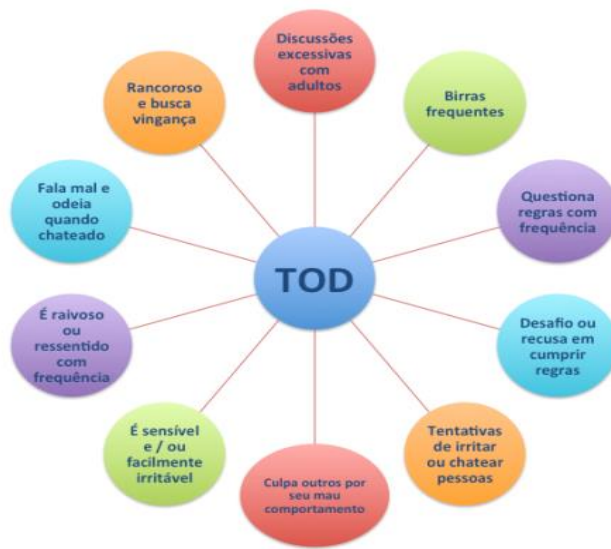 Discussões
excessivas
com
adultos
Birras
frequentes
Questiona
regras com
frequência
Desafio ou
recusa em
cumprir
regras
Tentativas
de irritar
ou chatear
pessoas
Culpa outros por
seu mau
comportamento
É sensível
e / ou
facilmente
irritável
É raivoso
ou
ressentido
com
frequência
Fala mal e
odeia
quando
chateado
Rancoroso
e busca
vingança
TOD